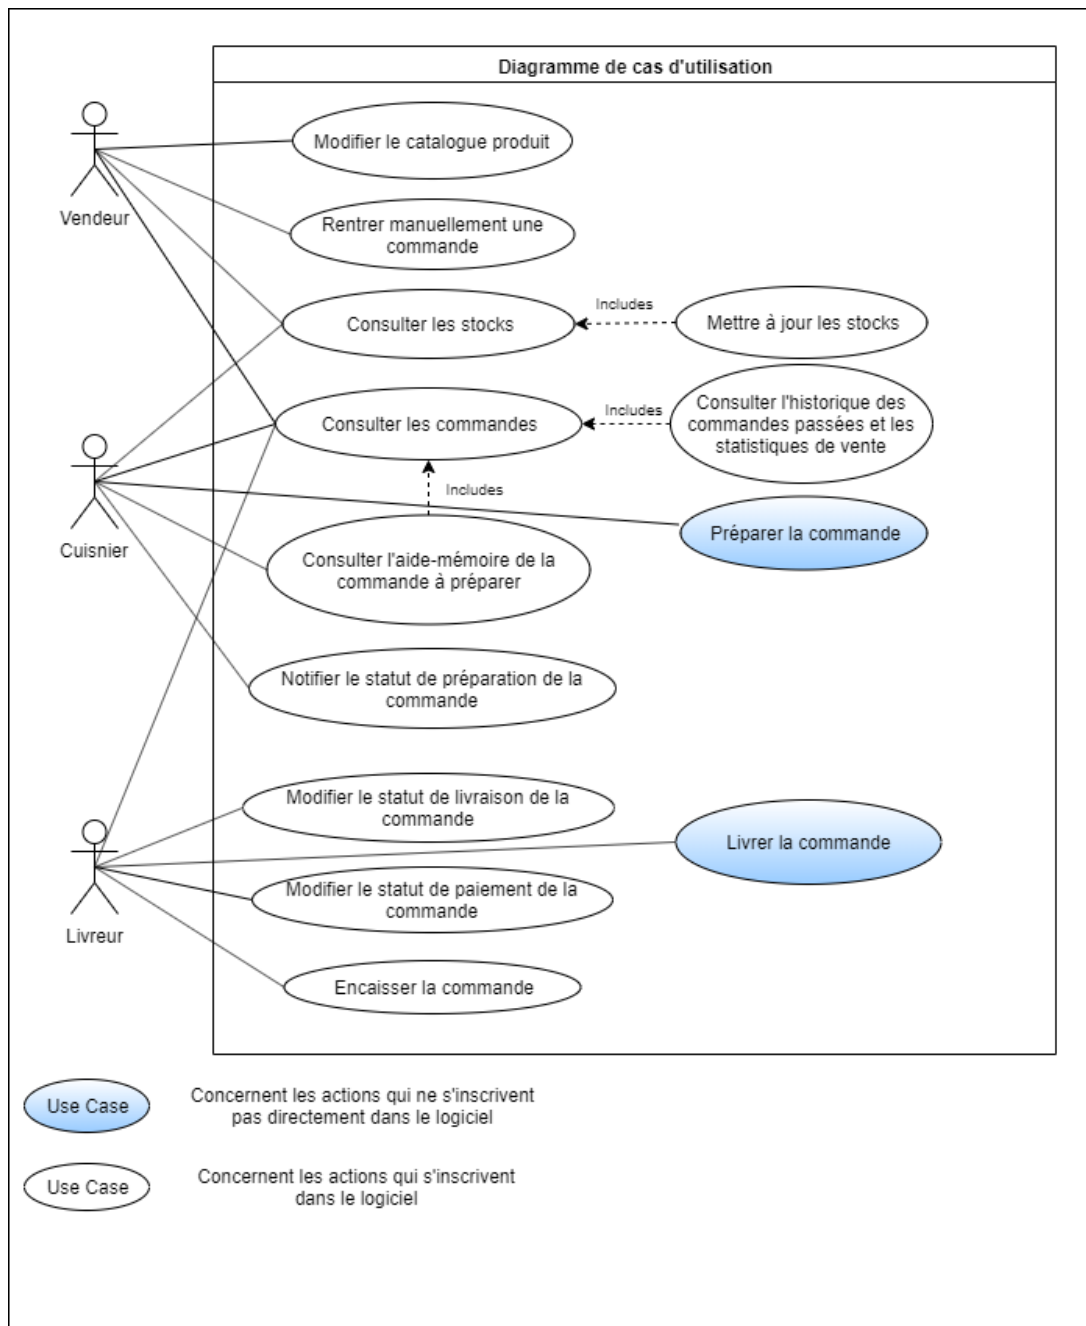 Diagramme de cas d'utilisation
Modifier le catalogue produit
Vendeur
Rentrer manuellement une
commande
Consulter les stocks
Includes
Mettre à jour les stocks
Consulter les commandes
Includes
Consulter l'historique des
commandes passées et les
statistiques de vente
Includes
Cuisnier
Préparer la commande
Consulter l'aide-mémoire de la
commande à préparer
Notifier le statut de préparation de la
commande
Modifier le statut de livraison de la
commande
Livrer la commande
Modifier le statut de paiement de la
commande
Livreur
Encaisser la commande
Use Case
Concernent les actions qui ne s'inscrivent
pas directement dans le logiciel
Use Case
Concernent les actions qui s'inscrivent
dans le logiciel